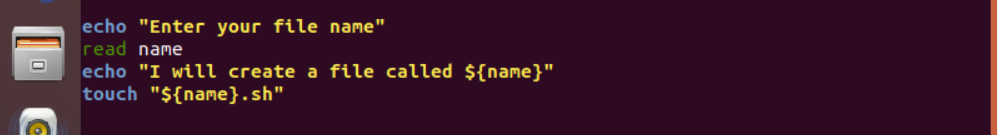 echo "Enter your file name"
read name
echo "I will create a file called ${name}"
touch "${name}.sh"